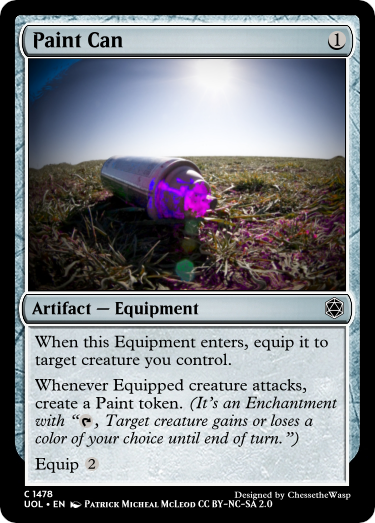 Paint Can 1
Artifact — Equipment
When this Equipment enters, equip it to
target creature you control.
Whenever Equipped creature attacks,
create a Paint token. (It's an Enchantment
with “, Target creature gains or loses a
color of your choice until end of turn.”)
Equip 2
C 1478
Designed by ChessetheWasp
UOL • EN Patrick Micheal McLeod CC BY-NC-SA 2.0